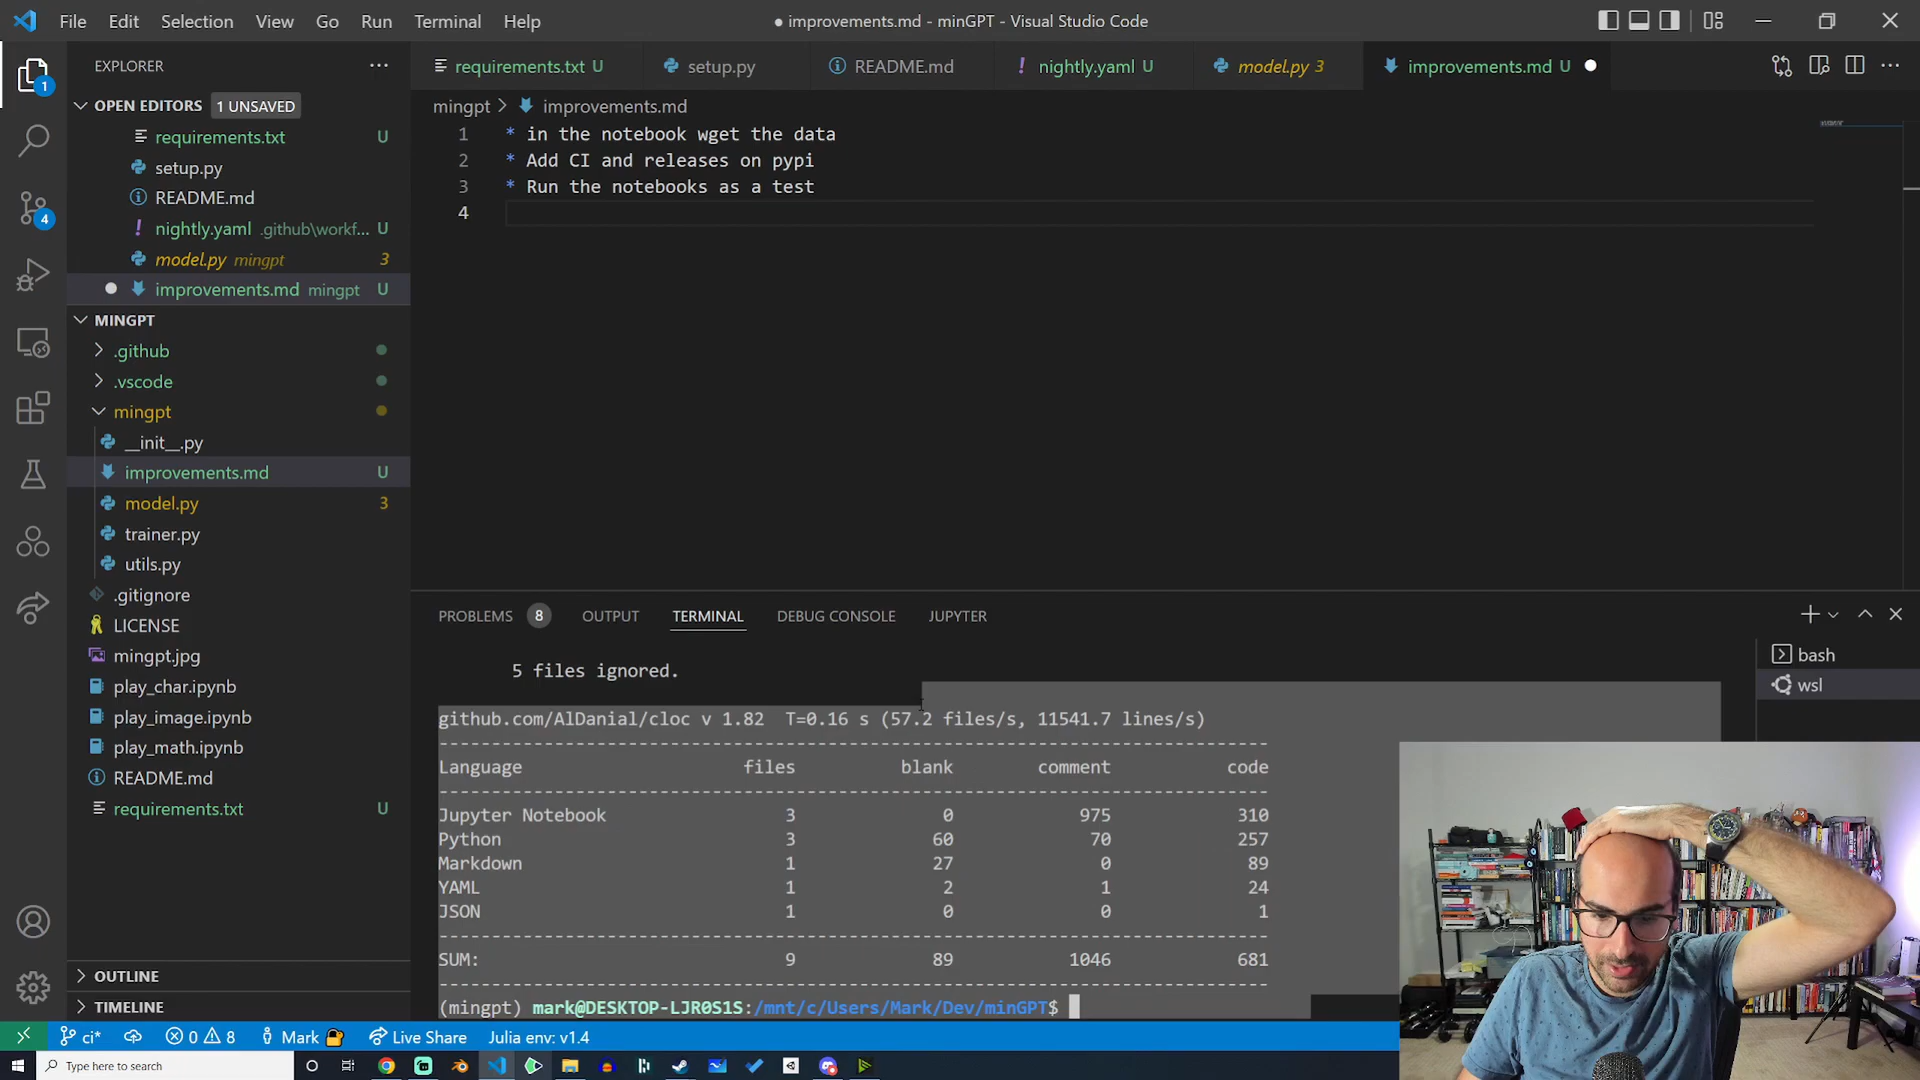 File Edit Selection View Go Run Terminal Help
● improvements.md - minGPT - Visual Studio Code
EXPLORER
requirements.txt U
setup.py
README.md
! nightly.yaml U
model.py 3
improvements.md U
1
OPEN EDITORS 1 UNSAVED
requirements.txt U
setup.py
README.md
! nightly.yaml .github\workf... U
model.py mingpt 3
improvements.md mingpt U
4
MINGPT
.github
.vscode
mingpt
__init__.py
improvements.md U
model.py 3
trainer.py
utils.py
.gitignore
LICENSE
mingpt.jpg
play_char.ipynb
play_image.ipynb
play_math.ipynb
README.md
requirements.txt U
OUTLINE
TIMELINE
mingpt > improvements.md
1 * in the notebook wget the data
2 * Add CI and releases on pypi
3 * Run the notebooks as a test
4
PROBLEMS 8 OUTPUT TERMINAL DEBUG CONSOLE JUPYTER
bash
wsl
5 files ignored.
github.com/AlDanial/cloc v 1.82 T=0.16 s (57.2 files/s, 11541.7 lines/s)
-------------------------------------------------------------------------------
Language files blank comment code
-------------------------------------------------------------------------------
Jupyter Notebook 3 0 975 310
Python 3 60 70 257
Markdown 1 27 0 89
YAML 1 2 1 24
JSON 1 0 0 1
-------------------------------------------------------------------------------
SUM: 9 89 1046 681
-------------------------------------------------------------------------------
(mingpt) mark@DESKTOP-LJR0S1S:/mnt/c/Users/Mark/Dev/minGPT$
ci* 0 8 Mark Live Share Julia env: v1.4
Type here to search